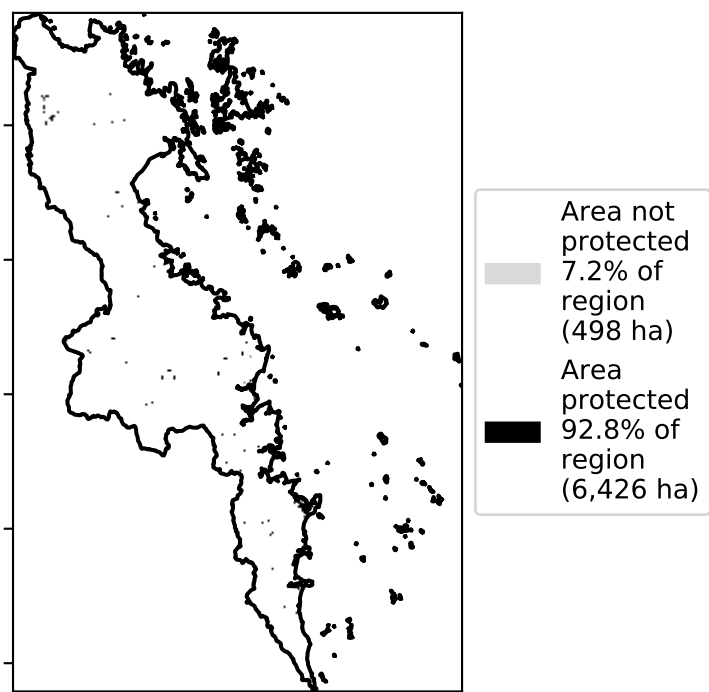 Area not
protected
7.2% of
region
(498 ha)
Area
protected
92.8% of
region
(6,426 ha)